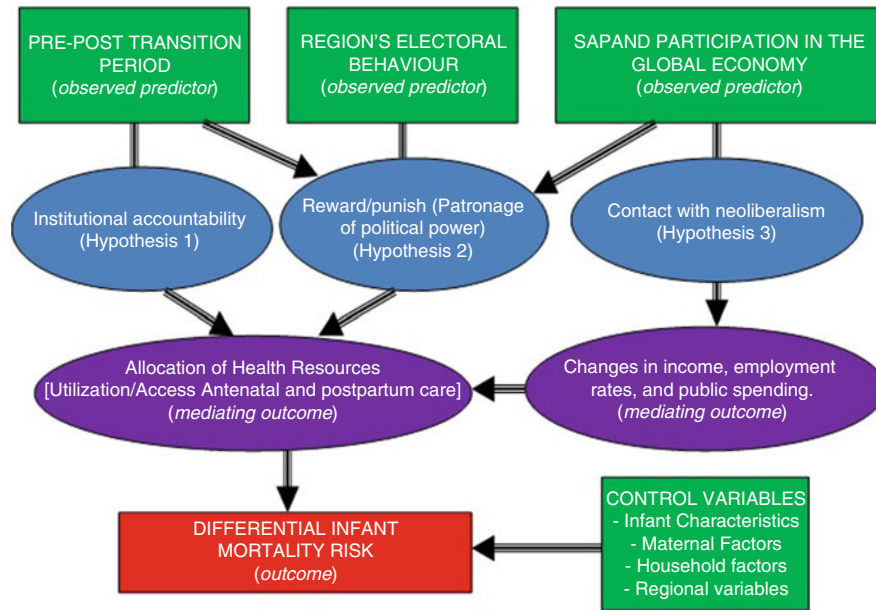 PRE-POST TRANSITION
PERIOD
(observed predictor)
REGION'S ELECTORAL
BEHAVIOUR
(observed predictor)
SAPAND PARTICIPATION IN THE
GLOBAL ECONOMY
(observed predictor)
Institutional accountability
(Hypothesis 1)
Reward/punish (Patronage
of political power)
(Hypothesis 2)
Contact with neoliberalism
(Hypothesis 3)
Allocation of Health Resources
[Utilization/Access Antenatal and postpartum care]
(mediating outcome)
Changes in income, employment
rates, and public spending.
(mediating outcome)
DIFFERENTIAL INFANT
MORTALITY RISK
(outcome)
CONTROL VARIABLES
- Infant Characteristics
- Maternal Factors
- Household factors
- Regional variables